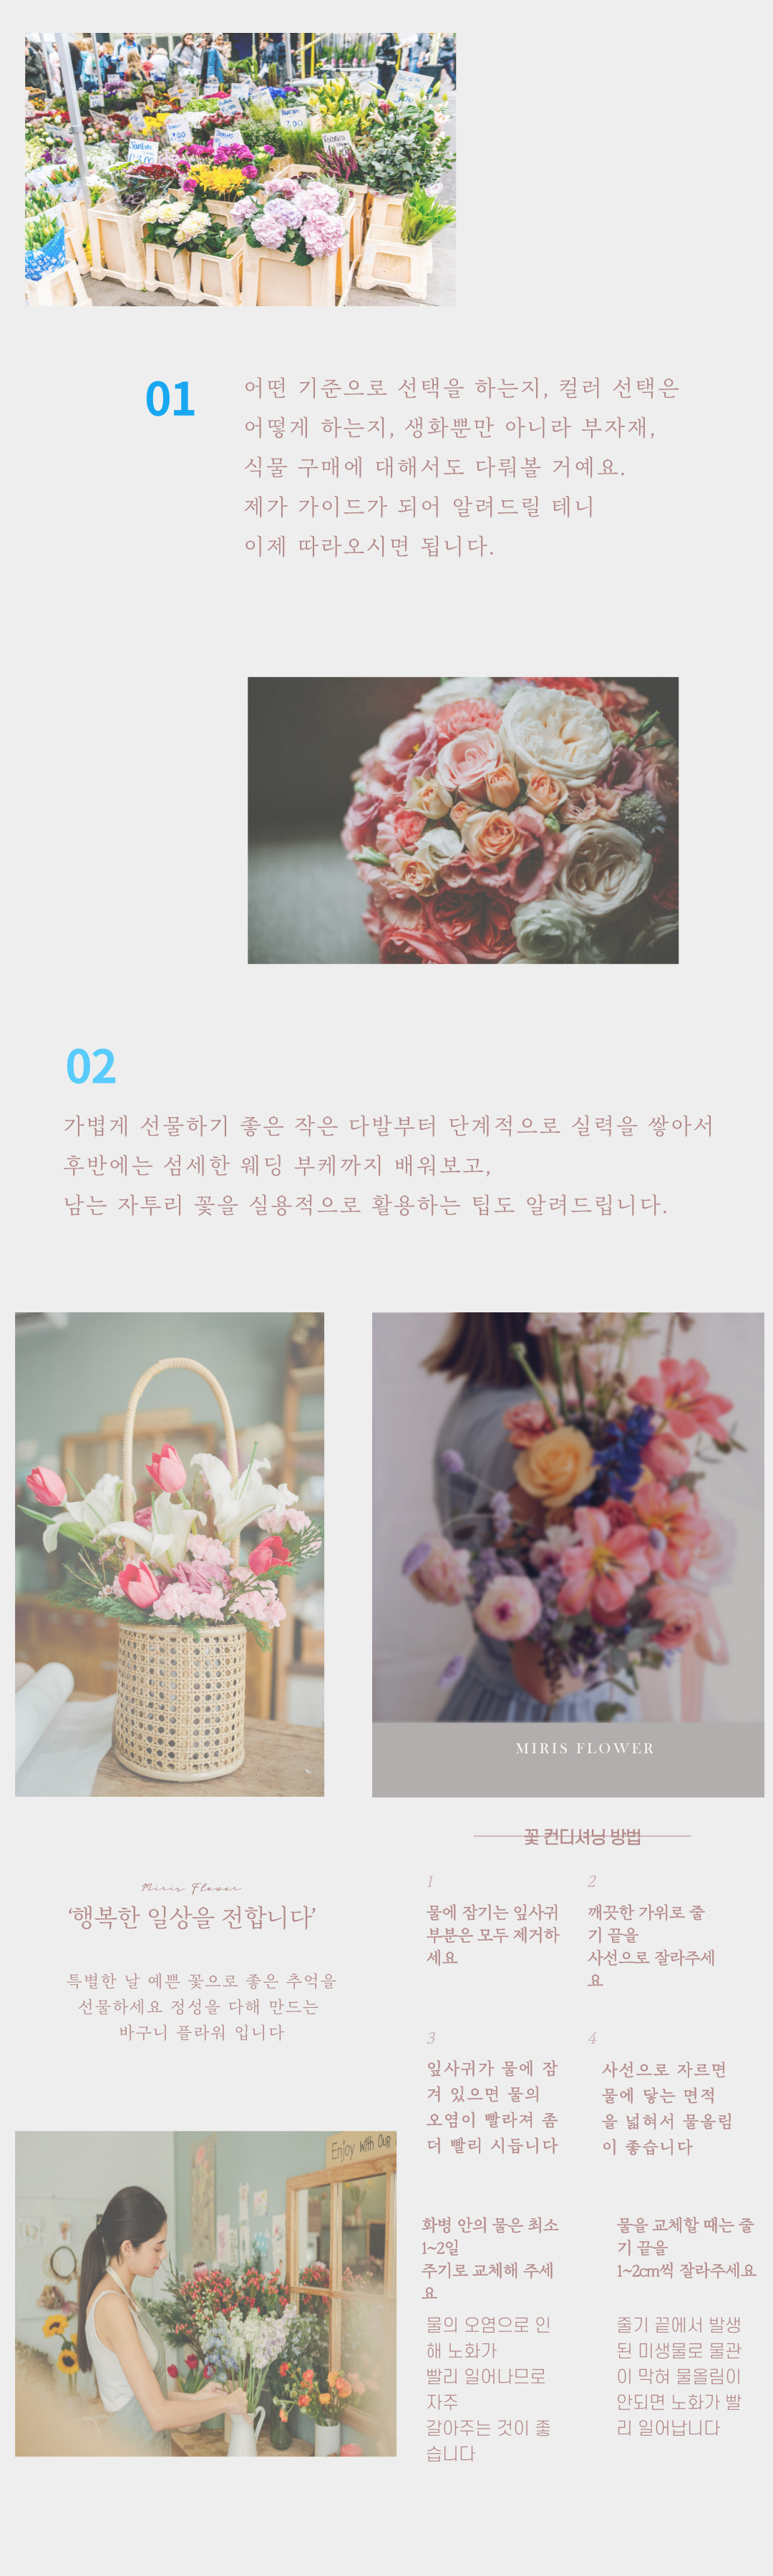 01
어떤 기준으로 선택을 하는지, 컬러 선택은
어떻게 하는지, 생화뿐만 아니라 부자재,
식물 구매에 대해서도 다뤄볼 거예요.
제가 가이드가 되어 알려드릴 테니
이제 따라오시면 됩니다.
02
가볍게 선물하기 좋은 작은 다발부터 단계적으로 실력을 쌓아서
후반에는 섬세한 웨딩 부케까지 배워보고,
남는 자투리 꽃을 실용적으로 활용하는 팁도 알려드립니다.
MIRIS FLOWER
Miris Flower
‘행복한 일상을 전합니다’
특별한 날 예쁜 꽃으로 좋은 추억을
선물하세요 정성을 다해 만드는
바구니 플라워 입니다
Enjoy with OUR
꽃 컨디셔닝 방법
1
물에 잠기는 잎사귀
부분은 모두 제거하
세요
2
깨끗한 가위로 줄
기 끝을
사선으로 잘라주세
요
3
잎사귀가 물에 잠
겨 있으면 물의
오염이 빨라져 좀
더 빨리 시듭니다
4
사선으로 자르면
물에 닿는 면적
을 넓혀서 물올림
이 좋습니다
화병 안의 물은 최소
1~2일
주기로 교체해 주세
요
물의 오염으로 인
해 노화가
빨리 일어나므로
자주
갈아주는 것이 좋
습니다
물을 교체할 때는 줄
기 끝을
1~2cm씩 잘라주세요
줄기 끝에서 발생
된 미생물로 물관
이 막혀 물올림이
안되면 노화가 빨
리 일어납니다